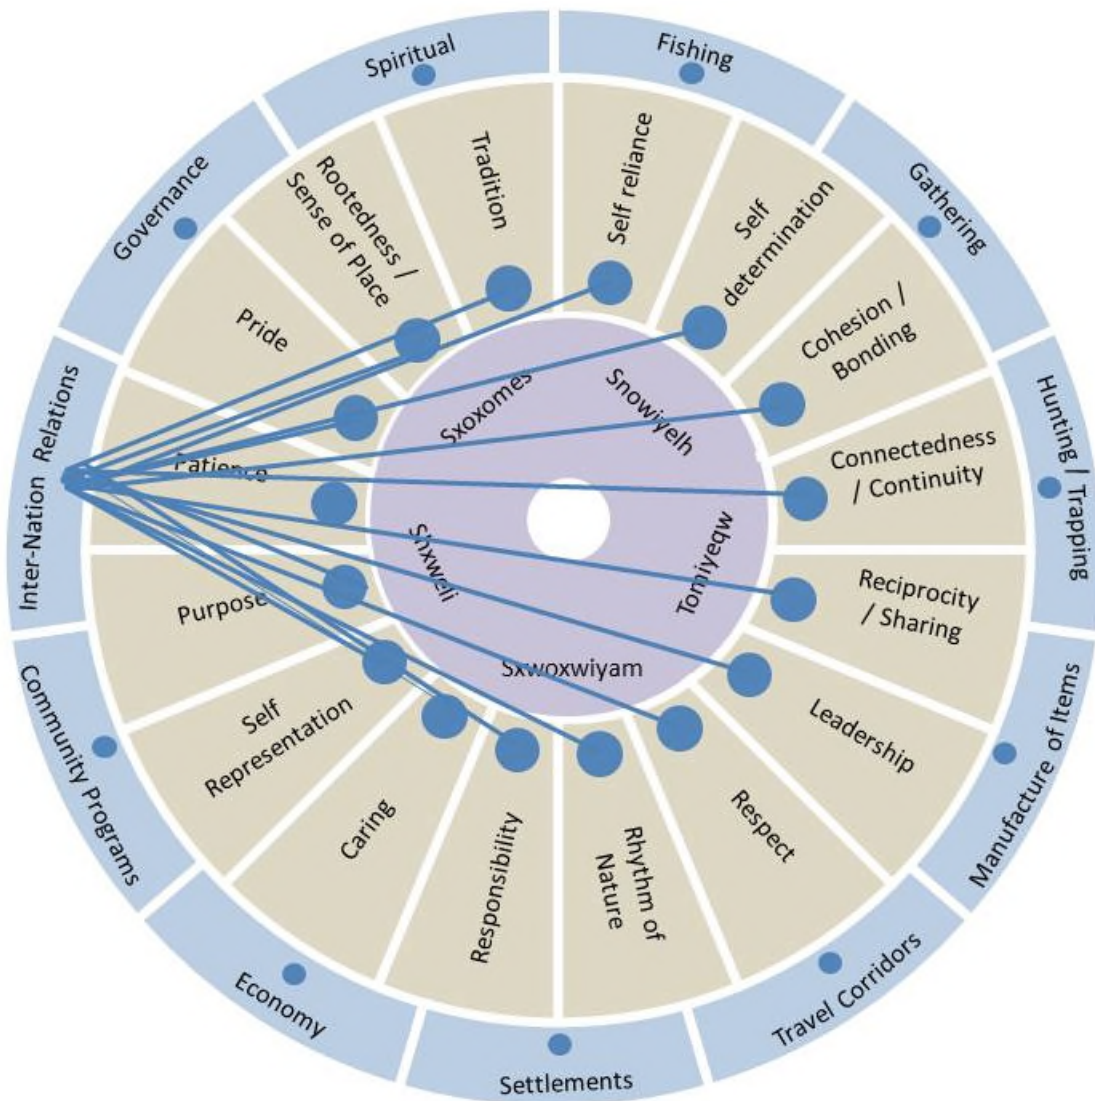 Spiritual
Fishing
Gathering
Hunting / Trapping
Manufacture of Items
Travel Corridors
Settlements
Economy
Community Programs
Inter-Nation Relations
Governance
Tradition
Self reliance
Self
determination
Cohesion /
Bonding
Connectedness
/ Continuity
Reciprocity
/ Sharing
Leadership
Respect
Rhythm of
Nature
Responsibility
Caring
Self
Representation
Purpose
Patience
Pride
Rootedness /
Sense of Place
Sxoxomes
Snowiyelh
Tomiyeqw
Sxwoxwiyam
Shxweli